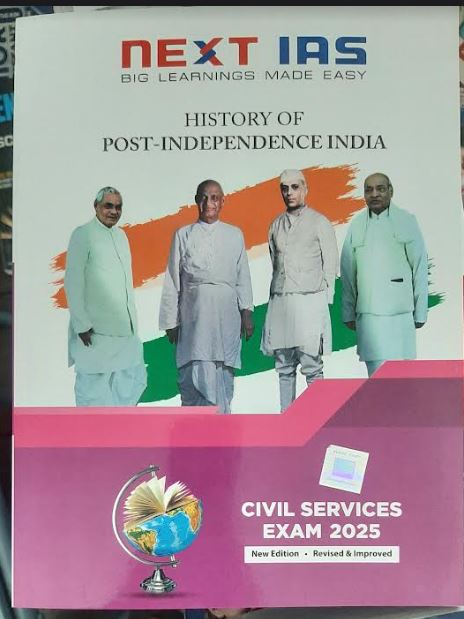 NEXT IAS
BIG LEARNINGS MADE EASY
HISTORY OF
POST-INDEPENDENCE INDIA
CIVIL SERVICES
EXAM 2025
New Edition • Revised & Improved